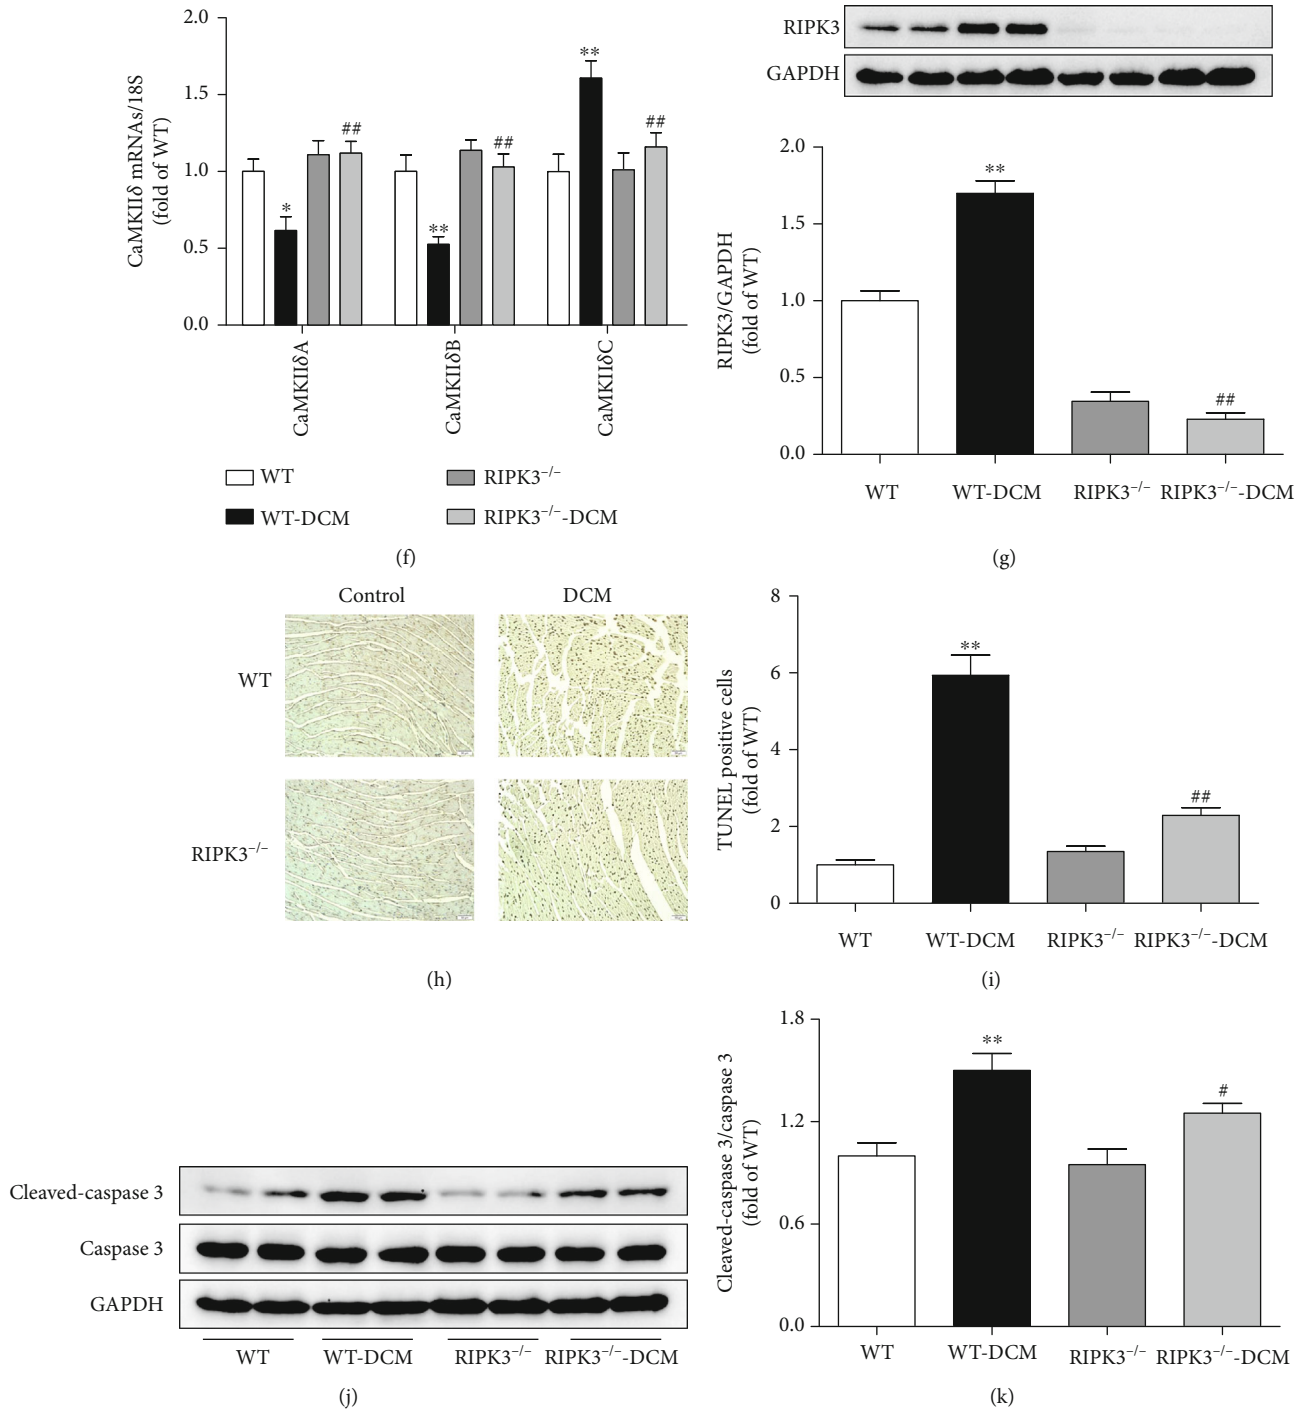 CaMKIIδ mRNAs/18S
(fold of WT)
2.0
1.5
1.0
0.5
0.0
*
##
**
##
**
##
CaMKIIδA
CaMKIIδB
CaMKIIδC
WT
RIPK3⁻/⁻
WT-DCM
RIPK3⁻/⁻-DCM
(f)
RIPK3
GAPDH
RIPK3/GAPDH
(fold of WT)
2.0
1.5
1.0
0.5
0.0
**
##
WT
WT-DCM
RIPK3⁻/⁻
RIPK3⁻/⁻-DCM
(g)
Control
DCM
WT
RIPK3⁻/⁻
(h)
TUNEL positive cells
(fold of WT)
8
6
4
2
0
**
##
WT
WT-DCM
RIPK3⁻/⁻
RIPK3⁻/⁻-DCM
(i)
Cleaved-caspase 3
Caspase 3
GAPDH
WT
WT-DCM
RIPK3⁻/⁻
RIPK3⁻/⁻-DCM
(j)
Cleaved-caspase 3/caspase 3
(fold of WT)
1.8
1.2
0.6
0.0
**
#
WT
WT-DCM
RIPK3⁻/⁻
RIPK3⁻/⁻-DCM
(k)